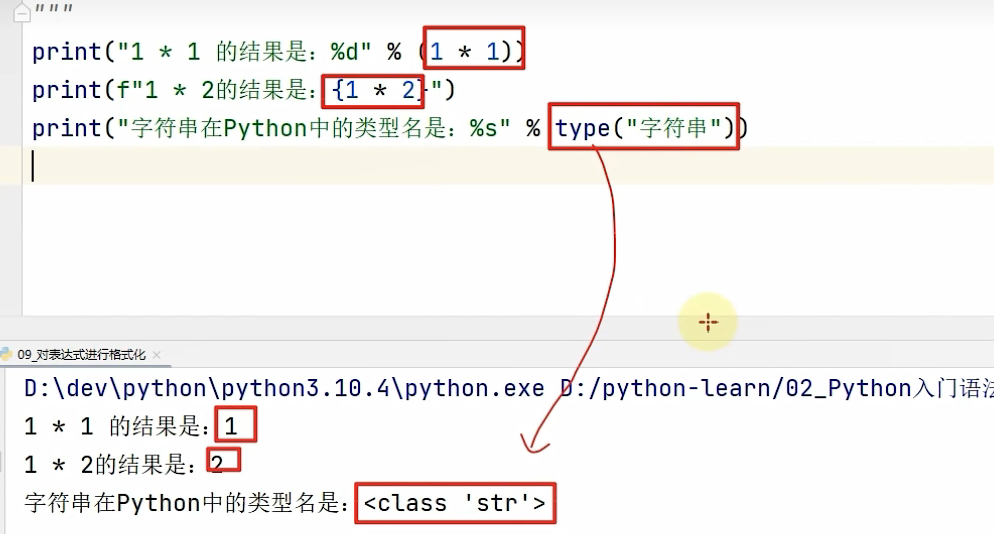 """
print("1 * 1 的结果是：%d" % (1 * 1))
print(f"1 * 2的结果是：{1 * 2}")
print("字符串在Python中的类型名是：%s" % type("字符串"))
09_对表达式进行格式化
D:\dev\python\python3.10.4\python.exe D:/python-learn/02_Python入门语法
1 * 1 的结果是：1
1 * 2的结果是：2
字符串在Python中的类型名是：<class 'str'>